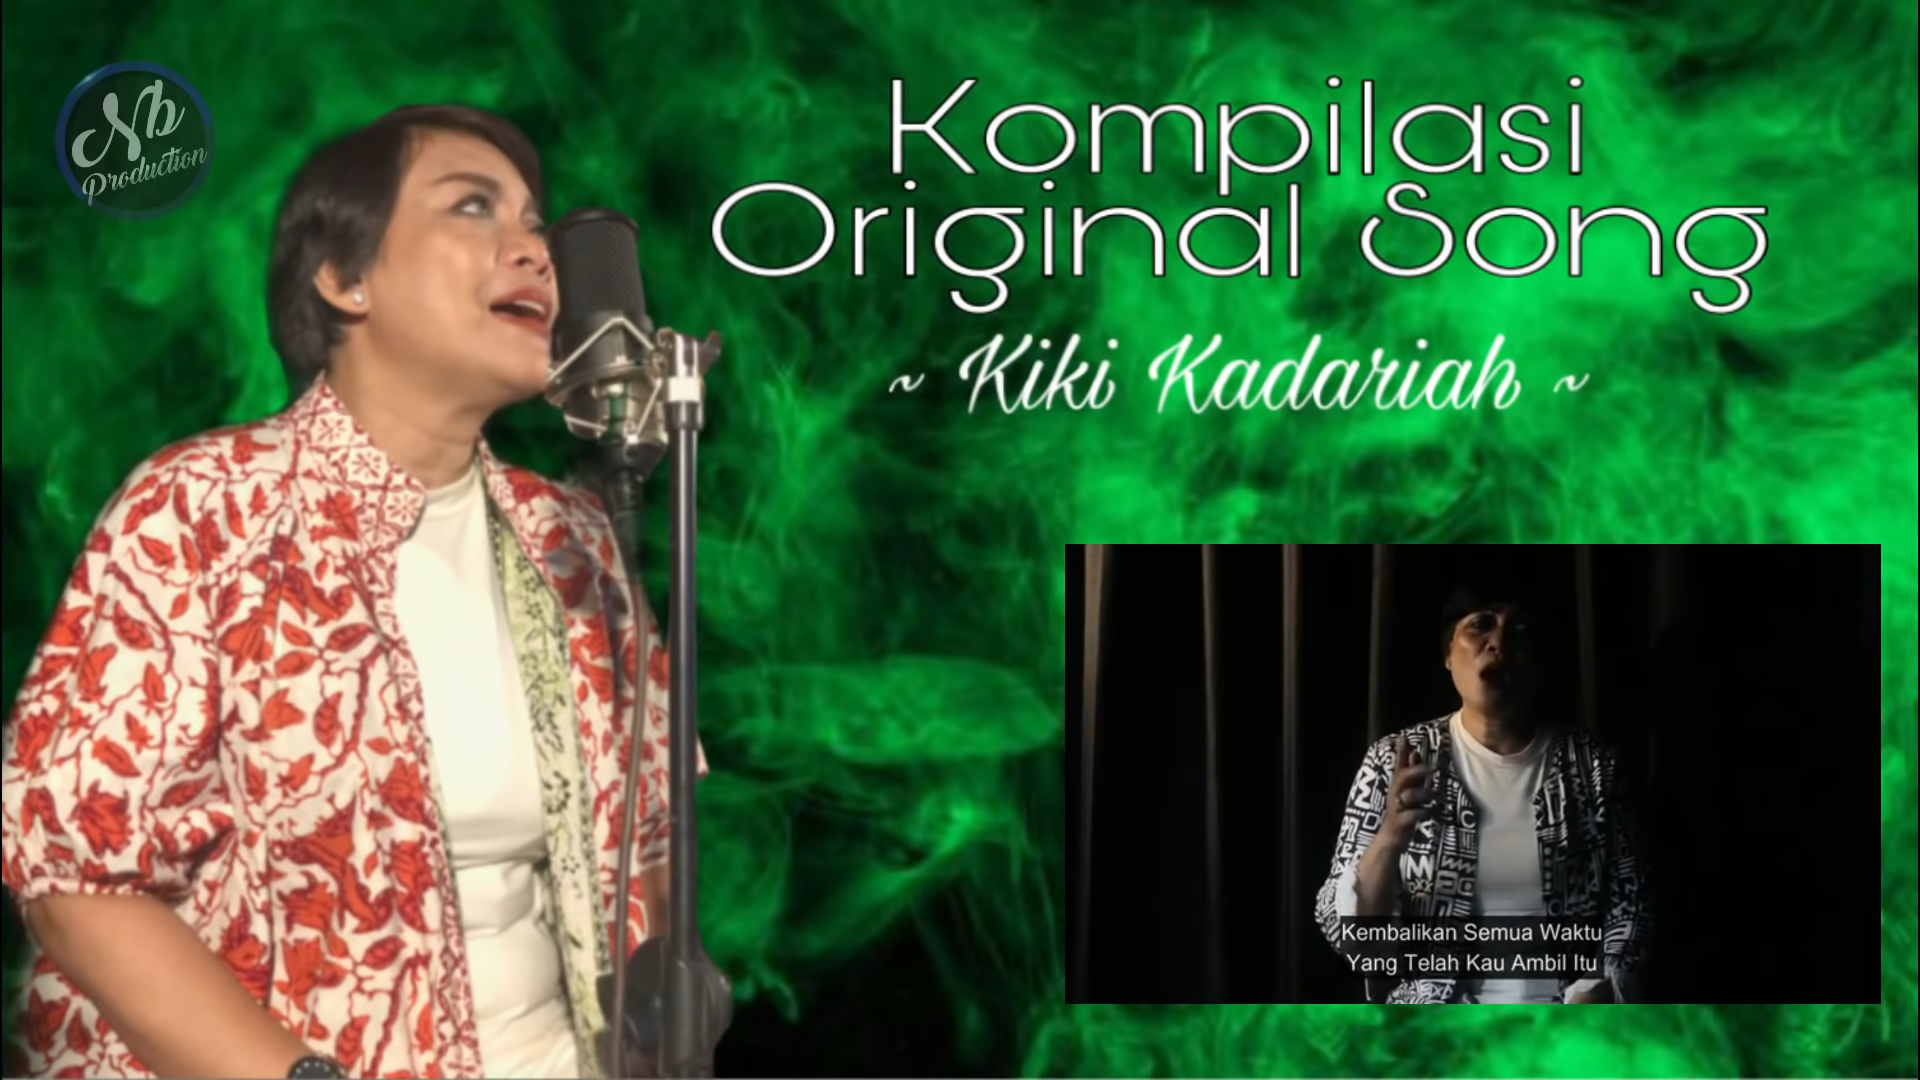 Nb
Production
Kompilasi
Original Song
~ Kiki Kadariah ~
Kembalikan Semua Waktu
Yang Telah Kau Ambil Itu